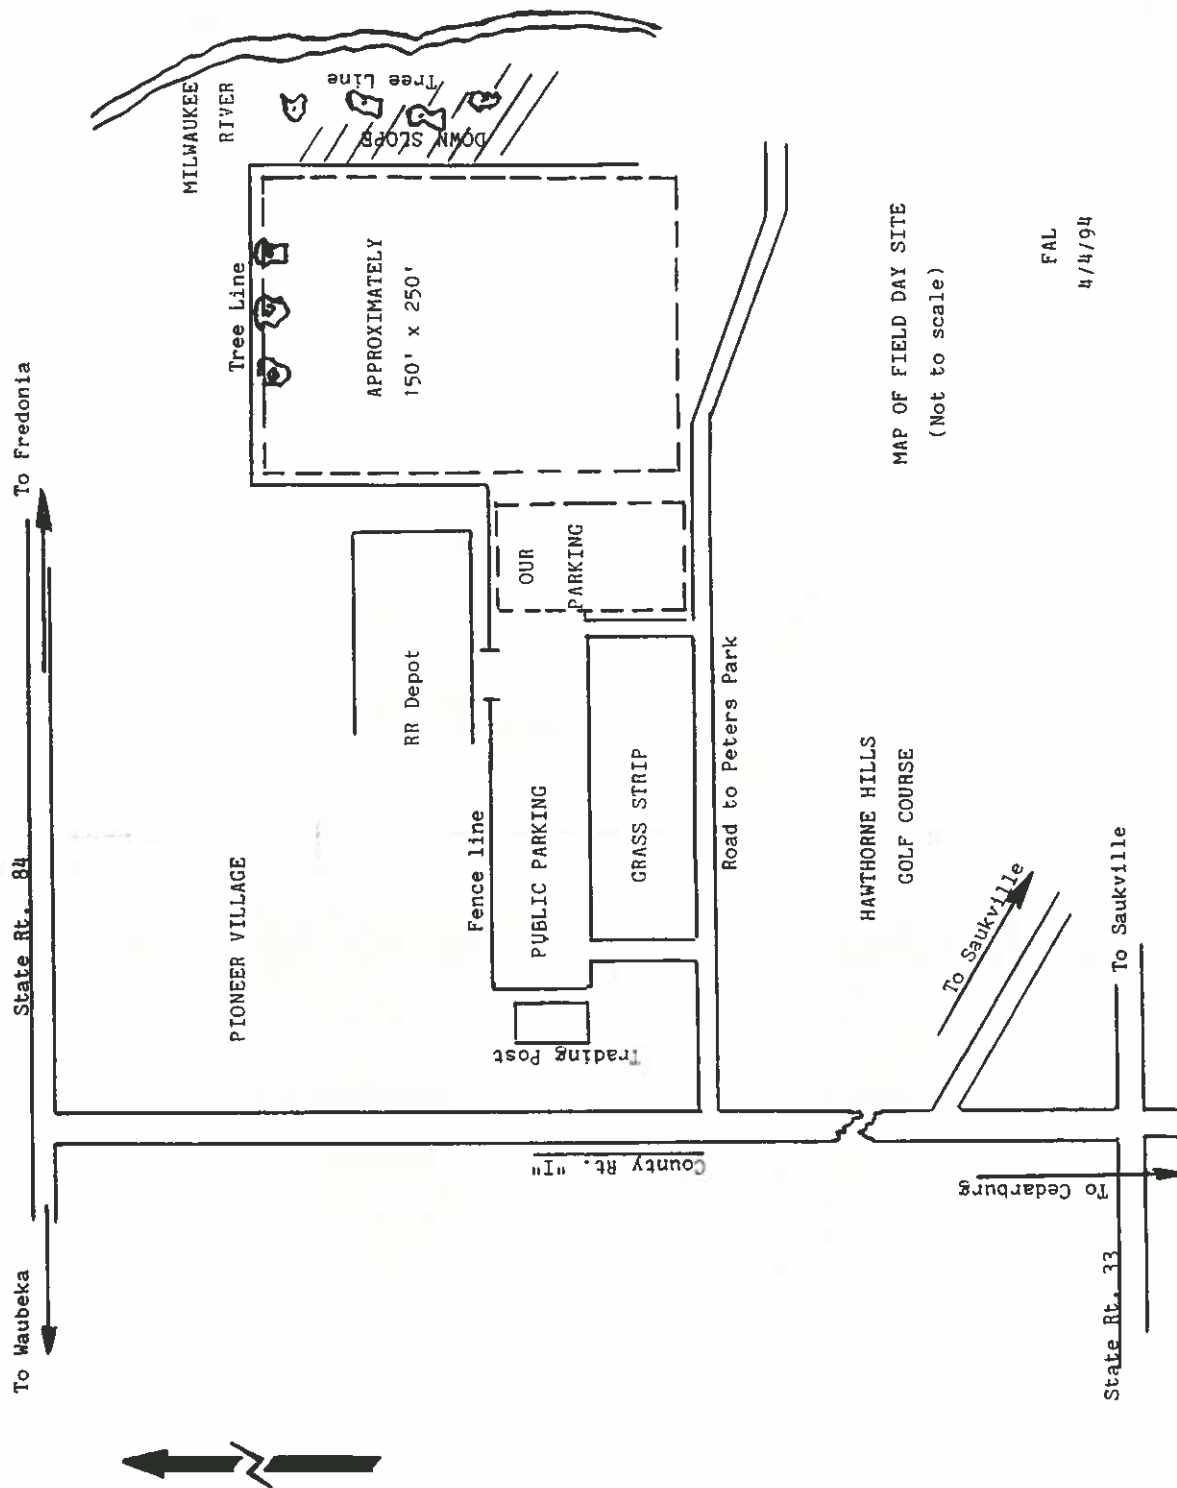 To Waubeka
State Rt. 84
To Fredonia
MILWAUKEE
RIVER
Tree Line
DOWN SLOPE
Tree Line
APPROXIMATELY
150' x 250'
PIONEER VILLAGE
RR Depot
Fence line
OUR
PARKING
PUBLIC PARKING
GRASS STRIP
Trading Post
Road to Peters Park
County Rt. "I"
HAWTHORNE HILLS
GOLF COURSE
To Saukville
To Saukville
To Cedarburg
State Rt. 33
MAP OF FIELD DAY SITE
(Not to scale)
FAL
4/4/94